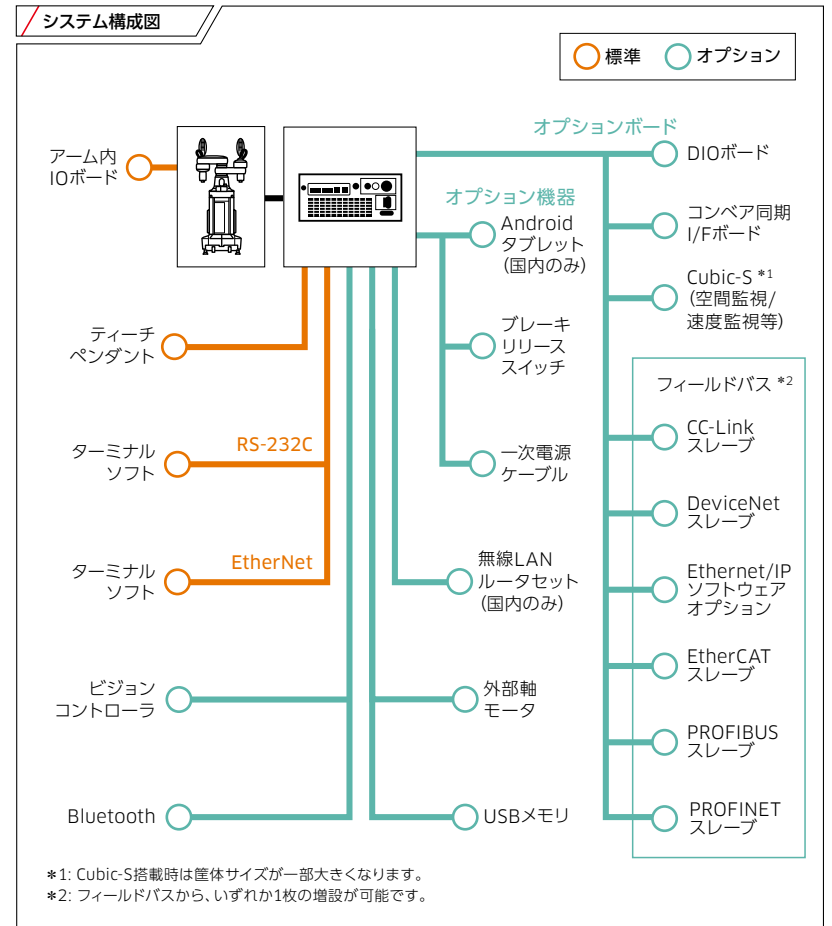 システム構成図
標準
オプション
アーム内
IOボード
オプションボード
DIOボード
オプション機器
Android
タブレット
(国内のみ)
コンベア同期
I/Fボード
Cubic-S *1
(空間監視/
速度監視等)
ティーチ
ペンダント
ブレーキ
リリース
スイッチ
フィールドバス *2
CC-Link
スレーブ
ターミナル
ソフト
RS-232C
一次電源
ケーブル
DeviceNet
スレーブ
ターミナル
ソフト
EtherNet
無線LAN
ルータセット
(国内のみ)
Ethernet/IP
ソフトウェア
オプション
EtherCAT
スレーブ
ビジョン
コントローラ
外部軸
モータ
PROFIBUS
スレーブ
Bluetooth
USBメモリ
PROFINET
スレーブ
*1: Cubic-S搭載時は筐体サイズが一部大きくなります。
*2: フィールドバスから、いずれか1枚の増設が可能です。